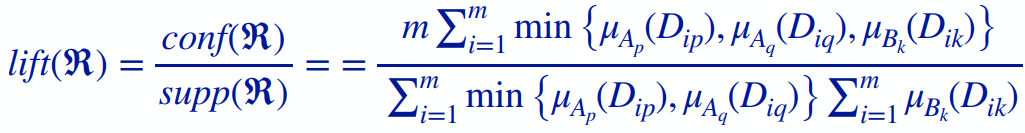 lift(ℜ) = conf(ℜ) / supp(ℜ) = = m ∑_{i=1}^{m} min {μ_{A_p}(D_{ip}), μ_{A_q}(D_{iq}), μ_{B_k}(D_{ik})} / ∑_{i=1}^{m} min {μ_{A_p}(D_{ip}), μ_{A_q}(D_{iq})} ∑_{i=1}^{m} μ_{B_k}(D_{ik})